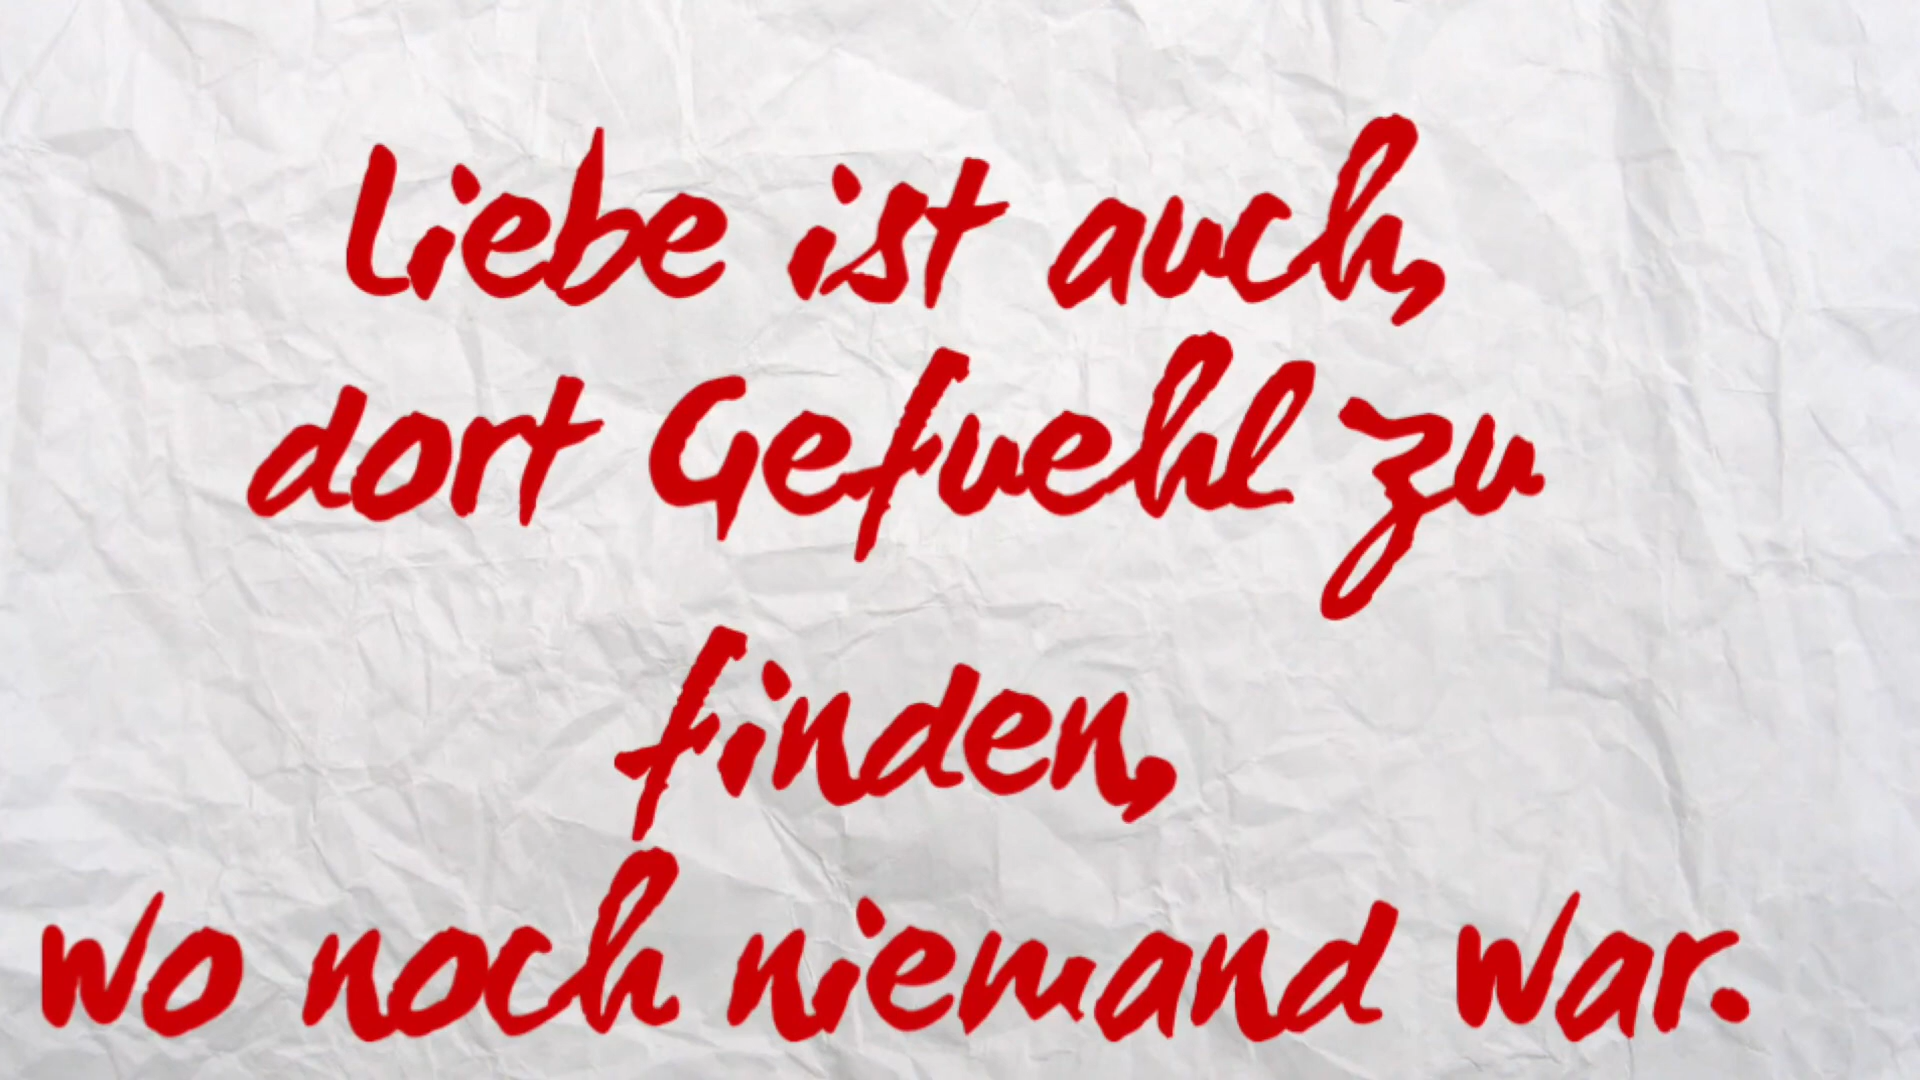 Liebe ist auch,
dort Gefuehl zu
finden,
wo noch niemand war.